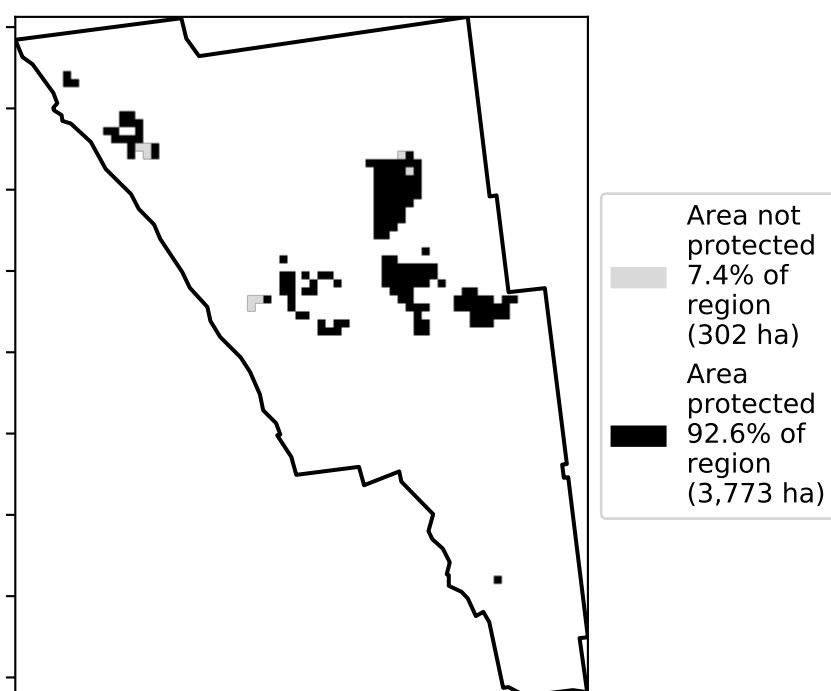 Area not
protected
7.4% of
region
(302 ha)
Area
protected
92.6% of
region
(3,773 ha)